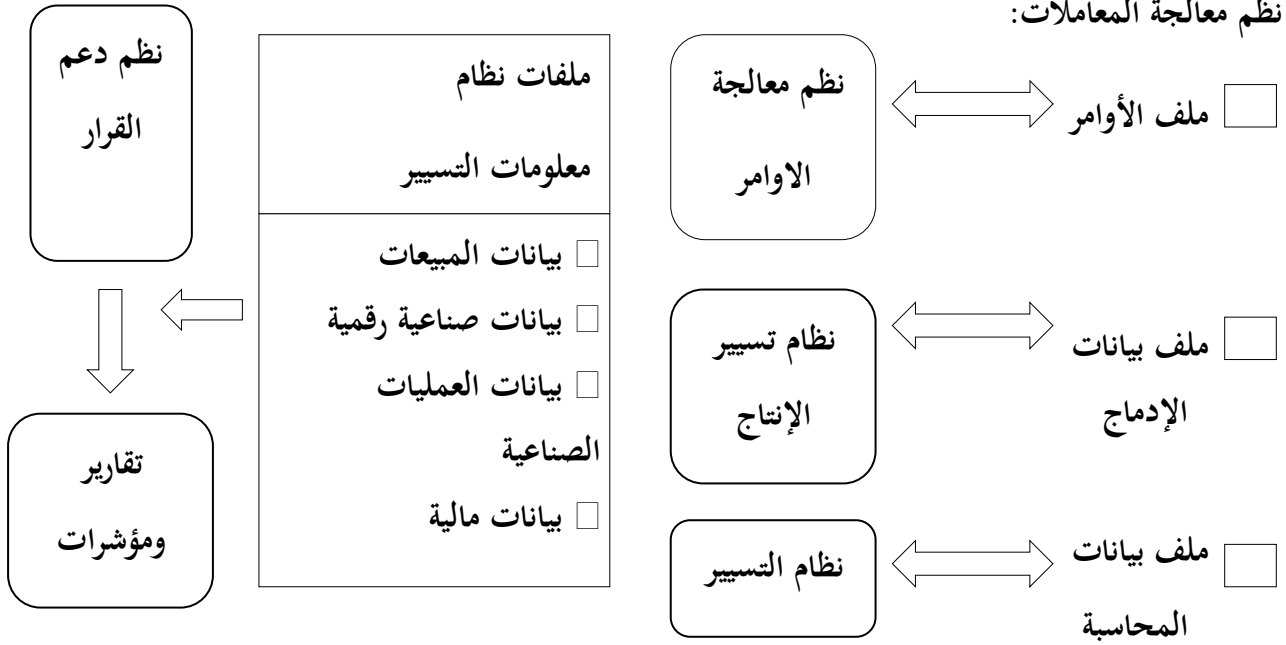 نظم معالجة المعاملات:
ملف الأوامر
نظم معالجة
الاوامر
ملف بيانات
الإدماج
نظام تسيير
الإنتاج
ملف بيانات
المحاسبة
نظام التسيير
ملفات نظام
معلومات التسيير
بيانات المبيعات
بيانات صناعية رقمية
بيانات العمليات
الصناعية
بيانات مالية
نظم دعم
القرار
تقارير
ومؤشرات